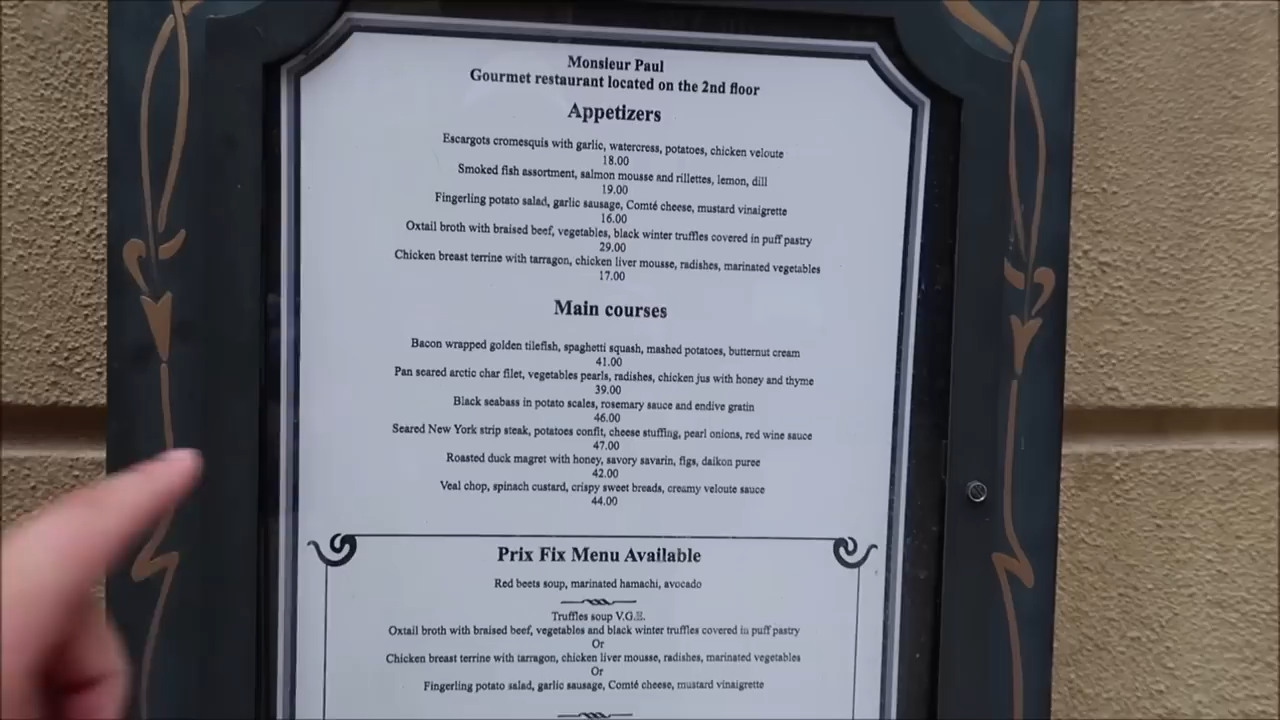 Monsieur Paul
Gourmet restaurant located on the 2nd floor
Appetizers
Escargots cromesquis with garlic, watercress, potatoes, chicken veloute
18.00
Smoked fish assortment, salmon mousse and rillettes, lemon, dill
19.00
Fingerling potato salad, garlic sausage, Comté cheese, mustard vinaigrette
16.00
Oxtail broth with braised beef, vegetables, black winter truffles covered in puff pastry
29.00
Chicken breast terrine with tarragon, chicken liver mousse, radishes, marinated vegetables
17.00
Main courses
Bacon wrapped golden tilefish, spaghetti squash, mashed potatoes, butternut cream
41.00
Pan seared arctic char filet, vegetables pearls, radishes, chicken jus with honey and thyme
39.00
Black seabass in potato scales, rosemary sauce and endive gratin
46.00
Seared New York strip steak, potatoes confit, cheese stuffing, pearl onions, red wine sauce
47.00
Roasted duck magret with honey, savory savarin, figs, daikon puree
42.00
Veal chop, spinach custard, crispy sweet breads, creamy veloute sauce
44.00
Prix Fix Menu Available
Red beets soup, marinated hamachi, avocado
Truffles soup
Oxtail broth with braised beef, vegetables and black winter truffles covered in puff pastry
Or
Chicken breast terrine with tarragon, chicken liver mousse, radishes, marinated vegetables
Or
Fingerling potato salad, garlic sausage, Comté cheese, mustard vinaigrette